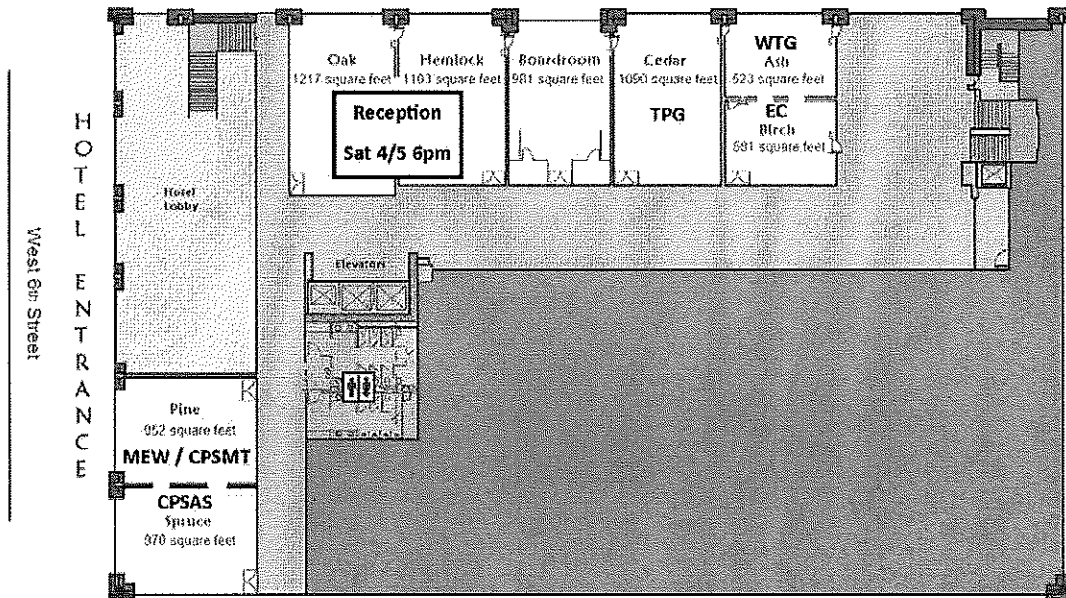 HOTEL ENTRANCE
West 6th Street
Hotel
Lobby
Oak
1217 square feet
Hemlock
1103 square feet
Reception
Sat 4/5 6pm
Boardroom
981 square feet
Cedar
1090 square feet
TPG
WTG
Ash
523 square feet
EC
Birch
581 square feet
Elevators
Pine
952 square feet
MEW / CPSMT
CPSAS
Spruce
970 square feet